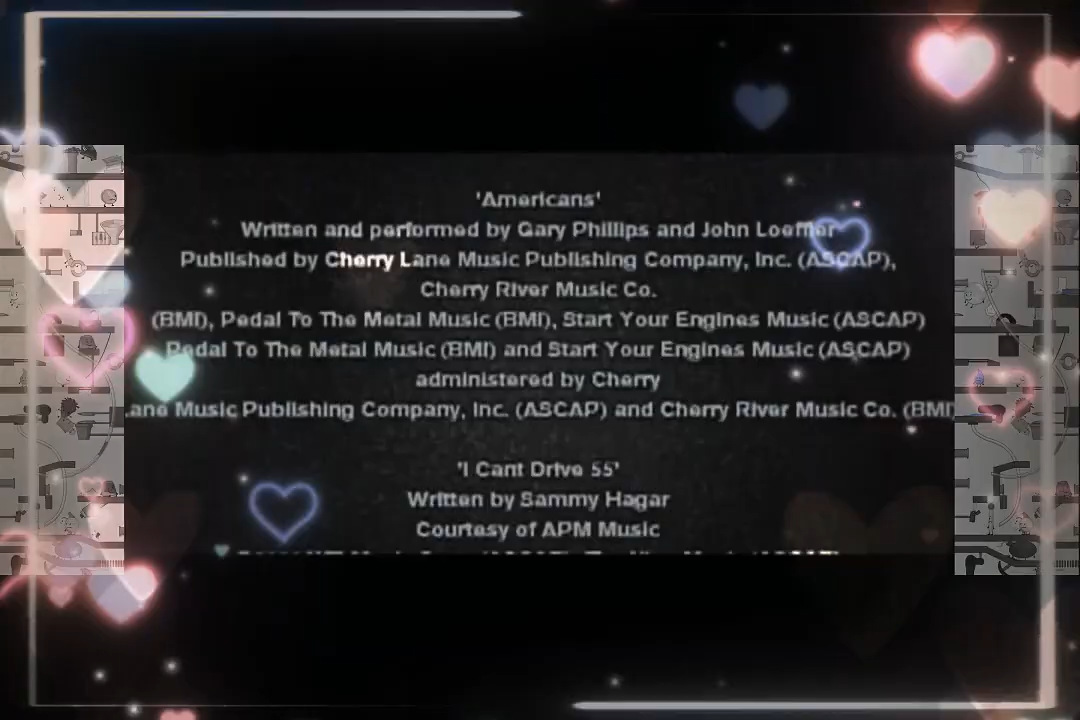 'Americans'
Written and performed by Gary Phillips and John Loeffler
Published by Cherry Lane Music Publishing Company, Inc. (ASCAP),
Cherry River Music Co.
(BMI), Pedal To The Metal Music (BMI), Start Your Engines Music (ASCAP)
Pedal To The Metal Music (BMI) and Start Your Engines Music (ASCAP)
administered by Cherry
ane Music Publishing Company, Inc. (ASCAP) and Cherry River Music Co. (BMI
'I Cant Drive 55'
Written by Sammy Hagar
Courtesy of APM Music